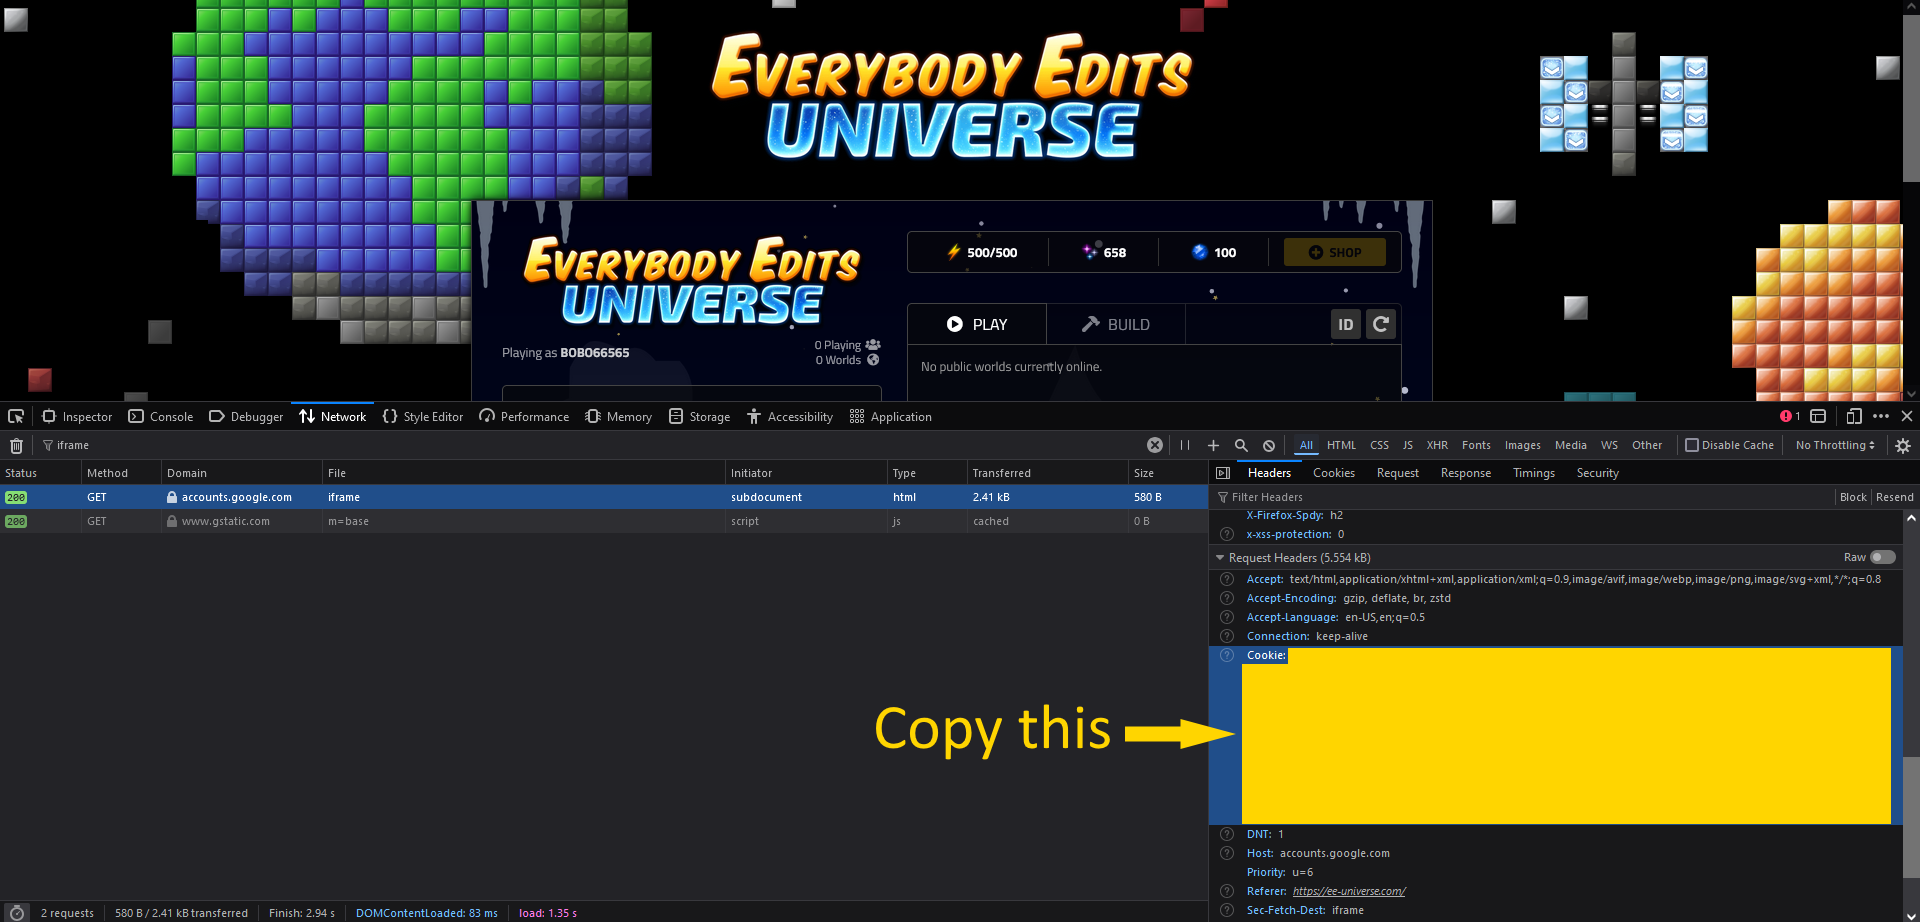 EVERYBODY EDITS
UNIVERSE
EVERYBODY EDITS
UNIVERSE
Playing as BOBO66565
0 Playing
0 Worlds
500/500
658
100
SHOP
PLAY
BUILD
ID
No public worlds currently online.
Inspector
Console
Debugger
Network
Style Editor
Performance
Memory
Storage
Accessibility
Application
1
iframe
All
HTML
CSS
JS
XHR
Fonts
Images
Media
WS
Other
Disable Cache
No Throttling
Status
Method
Domain
File
Initiator
Type
Transferred
Size
200 GET accounts.google.com iframe subdocument html 2.41 kB 580 B
200 GET www.gstatic.com m=base script js cached 0 B
Headers
Cookies
Request
Response
Timings
Security
Filter Headers
Block
Resend
X-Firefox-Spdy: h2
x-xss-protection: 0
Request Headers (5.554 kB)
Raw
Accept: text/html,application/xhtml+xml,application/xml;q=0.9,image/avif,image/webp,image/png,image/svg+xml,*/*;q=0.8
Accept-Encoding: gzip, deflate, br, zstd
Accept-Language: en-US,en;q=0.5
Connection: keep-alive
Cookie:
Copy this
DNT: 1
Host: accounts.google.com
Priority: u=6
Referer: https://ee-universe.com/
Sec-Fetch-Dest: iframe
2 requests
580 B / 2.41 kB transferred
Finish: 2.94 s
DOMContentLoaded: 83 ms
load: 1.35 s